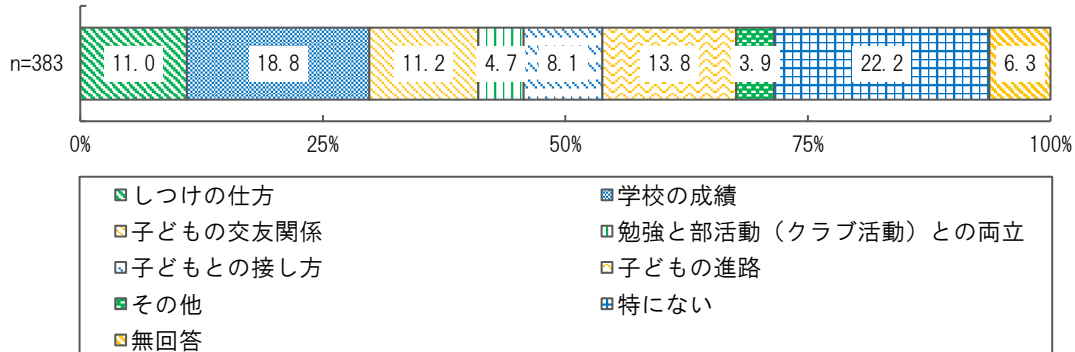 n=383 11.0 18.8 11.2 4.7 8.1 13.8 3.9 22.2 6.3
0% 25% 50% 75% 100%
しつけの仕方 学校の成績
子どもの交友関係 勉強と部活動（クラブ活動）との両立
子どもとの接し方 子どもの進路
その他 特にない
無回答